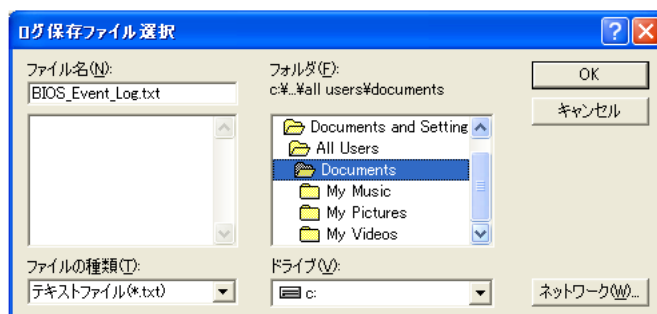 ログ保存ファイル選択
ファイル名(N):
BIOS_Event_Log.txt
フォルダ(F):
c:¥...¥all users¥documents
Documents and Setting
All Users
Documents
My Music
My Pictures
My Videos
OK
キャンセル
ファイルの種類(T):
テキストファイル(*.txt)
ドライブ(V):
c:
ネットワーク(W)...